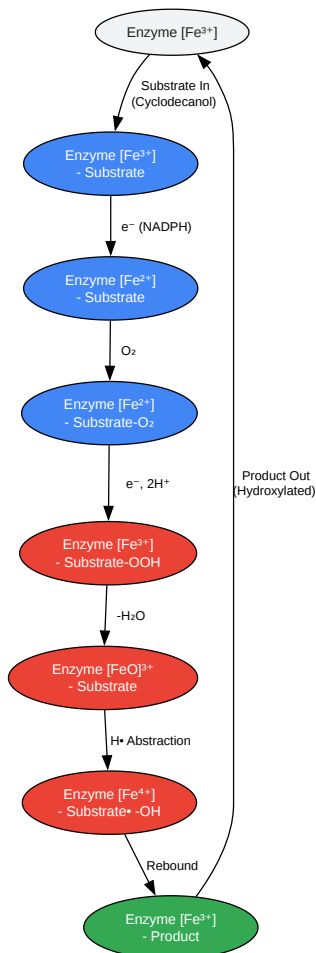 Enzyme [Fe³⁺]
Substrate In
(Cyclodecanol)
Enzyme [Fe³⁺]
- Substrate
e⁻ (NADPH)
Enzyme [Fe²⁺]
- Substrate
O₂
Enzyme [Fe²⁺]
- Substrate-O₂
e⁻, 2H⁺
Product Out
(Hydroxylated)
Enzyme [Fe³⁺]
- Substrate-OOH
-H₂O
Enzyme [FeO]³⁺
- Substrate
H• Abstraction
Enzyme [Fe⁴⁺]
- Substrate• -OH
Rebound
Enzyme [Fe³⁺]
- Product